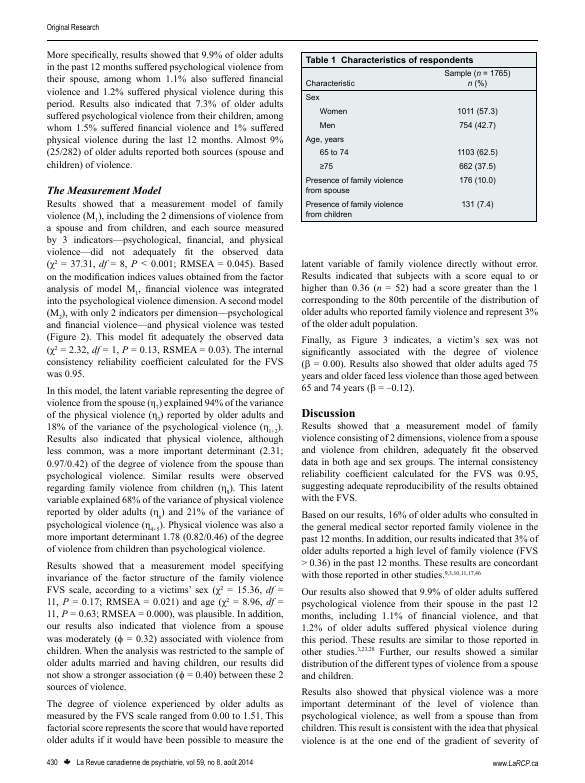 Original Research
More specifically, results showed that 9.9% of older adults
in the past 12 months suffered psychological violence from
their spouse, among whom 1.1% also suffered financial
violence and 1.2% suffered physical violence during this
period. Results also indicated that 7.3% of older adults
suffered psychological violence from their children, among
whom 1.5% suffered financial violence and 1% suffered
physical violence during the last 12 months. Almost 9%
(25/282) of older adults reported both sources (spouse and
children) of violence.
The Measurement Model
Results showed that a measurement model of family
violence (M₁), including the 2 dimensions of violence from
a spouse and from children, and each source measured
by 3 indicators—psychological, financial, and physical
violence—did not adequately fit the observed data
(χ² = 37.31, df = 8, P < 0.001; RMSEA = 0.045). Based
on the modification indices values obtained from the factor
analysis of model M₁, financial violence was integrated
into the psychological violence dimension. A second model
(M₂), with only 2 indicators per dimension—psychological
and financial violence—and physical violence was tested
(Figure 2). This model fit adequately the observed data
(χ² = 2.32, df = 1, P = 0.13, RSMEA = 0.03). The internal
consistency reliability coefficient calculated for the FVS
was 0.95.
In this model, the latent variable representing the degree of
violence from the spouse (η₇) explained 94% of the variance
of the physical violence (η₃) reported by older adults and
18% of the variance of the psychological violence (η₁₊₂).
Results also indicated that physical violence, although
less common, was a more important determinant (2.31;
0.97/0.42) of the degree of violence from the spouse than
psychological violence. Similar results were observed
regarding family violence from children (η₈). This latent
variable explained 68% of the variance of physical violence
reported by older adults (η₆) and 21% of the variance of
psychological violence (η₄₊₅). Physical violence was also a
more important determinant 1.78 (0.82/0.46) of the degree
of violence from children than psychological violence.
Results showed that a measurement model specifying
invariance of the factor structure of the family violence
FVS scale, according to a victims' sex (χ² = 15.36, df =
11, P = 0.17; RMSEA = 0.021) and age (χ² = 8.96, df =
11, P = 0.63; RMSEA = 0.000), was plausible. In addition,
our results also indicated that violence from a spouse
was moderately (ϕ = 0.32) associated with violence from
children. When the analysis was restricted to the sample of
older adults married and having children, our results did
not show a stronger association (ϕ = 0.40) between these 2
sources of violence.
The degree of violence experienced by older adults as
measured by the FVS scale ranged from 0.00 to 1.51. This
factorial score represents the score that would have reported
older adults if it would have been possible to measure the
Table 1 Characteristics of respondents
Characteristic
Sample (n = 1765)
n (%)
Sex
Women 1011 (57.3)
Men 754 (42.7)
Age, years
65 to 74 1103 (62.5)
≥75 662 (37.5)
Presence of family violence 176 (10.0)
from spouse
Presence of family violence 131 (7.4)
from children
latent variable of family violence directly without error.
Results indicated that subjects with a score equal to or
higher than 0.36 (n = 52) had a score greater than the 1
corresponding to the 80th percentile of the distribution of
older adults who reported family violence and represent 3%
of the older adult population.
Finally, as Figure 3 indicates, a victim's sex was not
significantly associated with the degree of violence
(β = 0.00). Results also showed that older adults aged 75
years and older faced less violence than those aged between
65 and 74 years (β = –0.12).
Discussion
Results showed that a measurement model of family
violence consisting of 2 dimensions, violence from a spouse
and violence from children, adequately fit the observed
data in both age and sex groups. The internal consistency
reliability coefficient calculated for the FVS was 0.95,
suggesting adequate reproducibility of the results obtained
with the FVS.
Based on our results, 16% of older adults who consulted in
the general medical sector reported family violence in the
past 12 months. In addition, our results indicated that 3% of
older adults reported a high level of family violence (FVS
> 0.36) in the past 12 months. These results are concordant
with those reported in other studies.⁹,³,¹⁰,¹¹,¹⁷,⁴⁶
Our results also showed that 9.9% of older adults suffered
psychological violence from their spouse in the past 12
months, including 1.1% of financial violence, and that
1.2% of older adults suffered physical violence during
this period. These results are similar to those reported in
other studies.³,²³,²⁸ Further, our results showed a similar
distribution of the different types of violence from a spouse
and children.
Results also showed that physical violence was a more
important determinant of the level of violence than
psychological violence, as well from a spouse than from
children. This result is consistent with the idea that physical
violence is at the one end of the gradient of severity of
430 La Revue canadienne de psychiatrie, vol 59, no 8, août 2014
www.LaRCP.ca